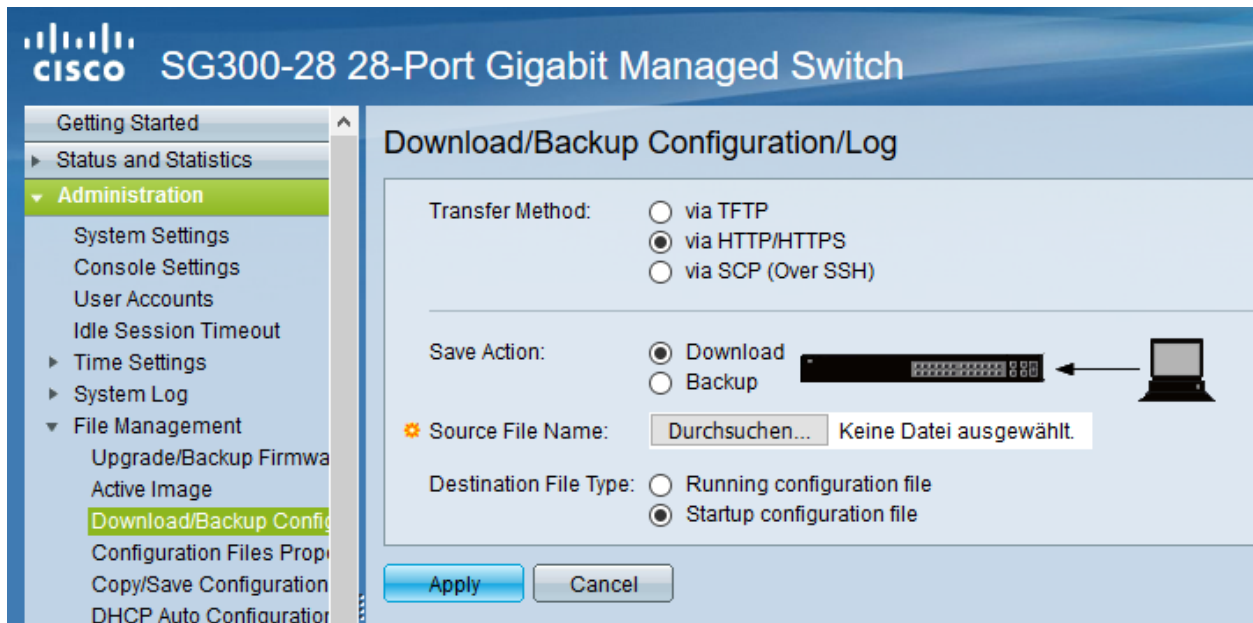 CISCO SG300-28 28-Port Gigabit Managed Switch
Getting Started
Status and Statistics
Administration
System Settings
Console Settings
User Accounts
Idle Session Timeout
Time Settings
System Log
File Management
Upgrade/Backup Firmwa
Active Image
Download/Backup Config
Configuration Files Prope
Copy/Save Configuration
DHCP Auto Configuration
Download/Backup Configuration/Log
Transfer Method:
via TFTP
via HTTP/HTTPS
via SCP (Over SSH)
Save Action:
Download
Backup
Source File Name: Durchsuchen... Keine Datei ausgewählt.
Destination File Type:
Running configuration file
Startup configuration file
Apply Cancel